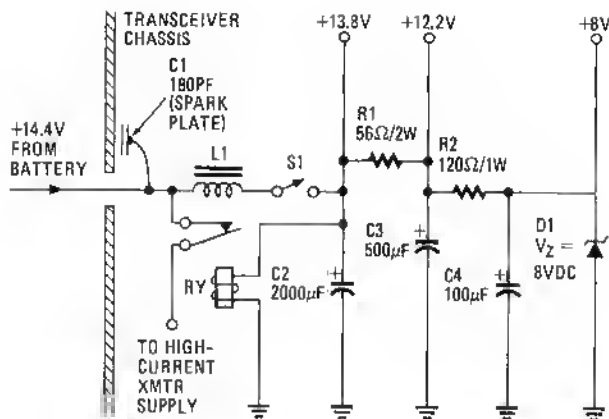 TRANSCEIVER
CHASSIS
C1
180PF
(SPARK
PLATE)
+14.4V
FROM
BATTERY
L1
S1
+13.8V
+12.2V
+8V
R1
56Ω/2W
R2
120Ω/1W
C3
500μF
+
C2
2000μF
+
C4
100μF
+
D1
VZ =
8VDC
RY
TO HIGH-
CURRENT
XMTR
SUPPLY